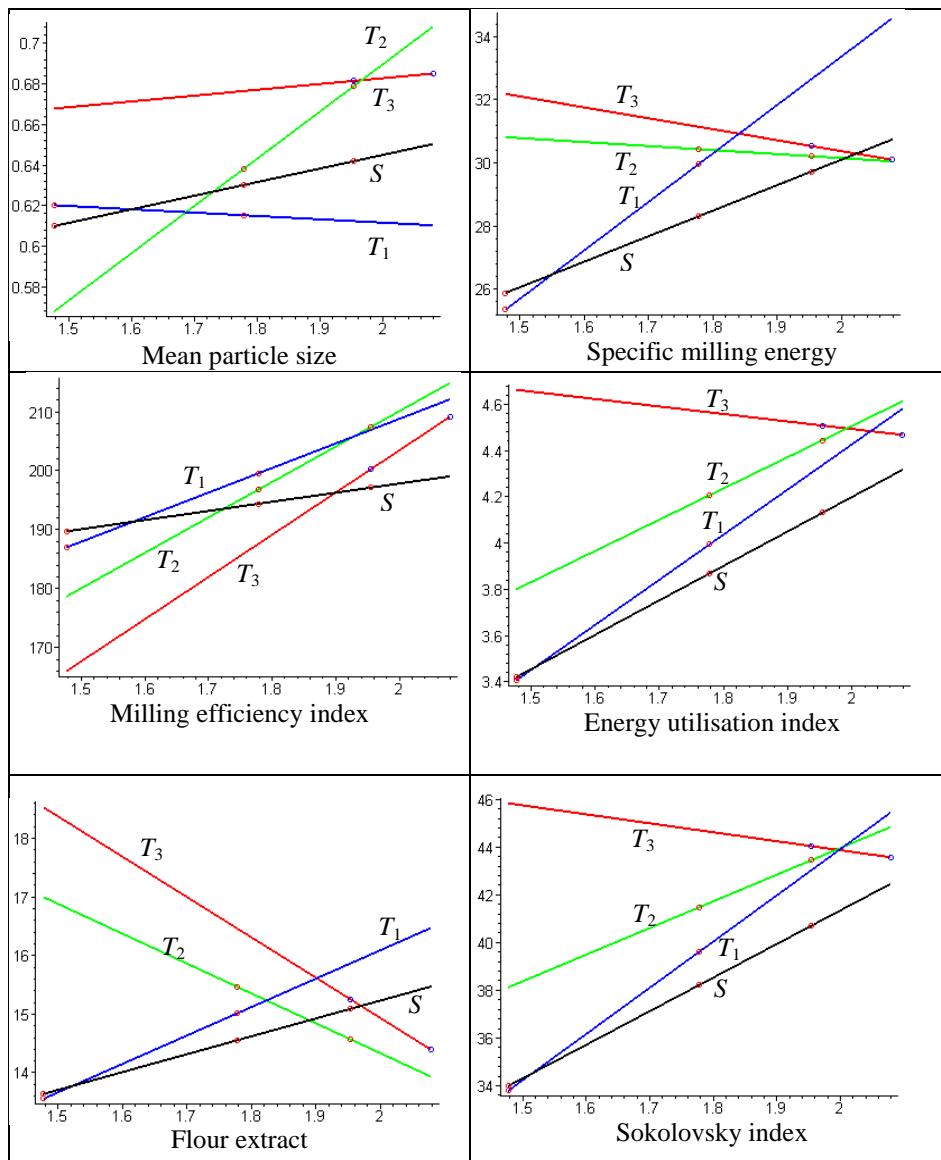 0.7
0.68
0.66
0.64
0.62
0.6
0.58
1.5 1.6 1.7 1.8 1.9 2
T2
T3
S
T1
Mean particle size
34
32
30
28
26
1.5 1.6 1.7 1.8 1.9 2
T3
T2
T1
S
Specific milling energy
210
200
190
180
170
1.5 1.6 1.7 1.8 1.9 2
T1
S
T2
T3
Milling efficiency index
4.6
4.4
4.2
4
3.8
3.6
3.4
1.5 1.6 1.7 1.8 1.9 2
T3
T2
T1
S
Energy utilisation index
18
17
16
15
14
1.5 1.6 1.7 1.8 1.9 2
T3
T2
T1
S
Flour extract
46
44
42
40
38
36
34
1.5 1.6 1.7 1.8 1.9 2
T3
T2
T1
S
Sokolovsky index